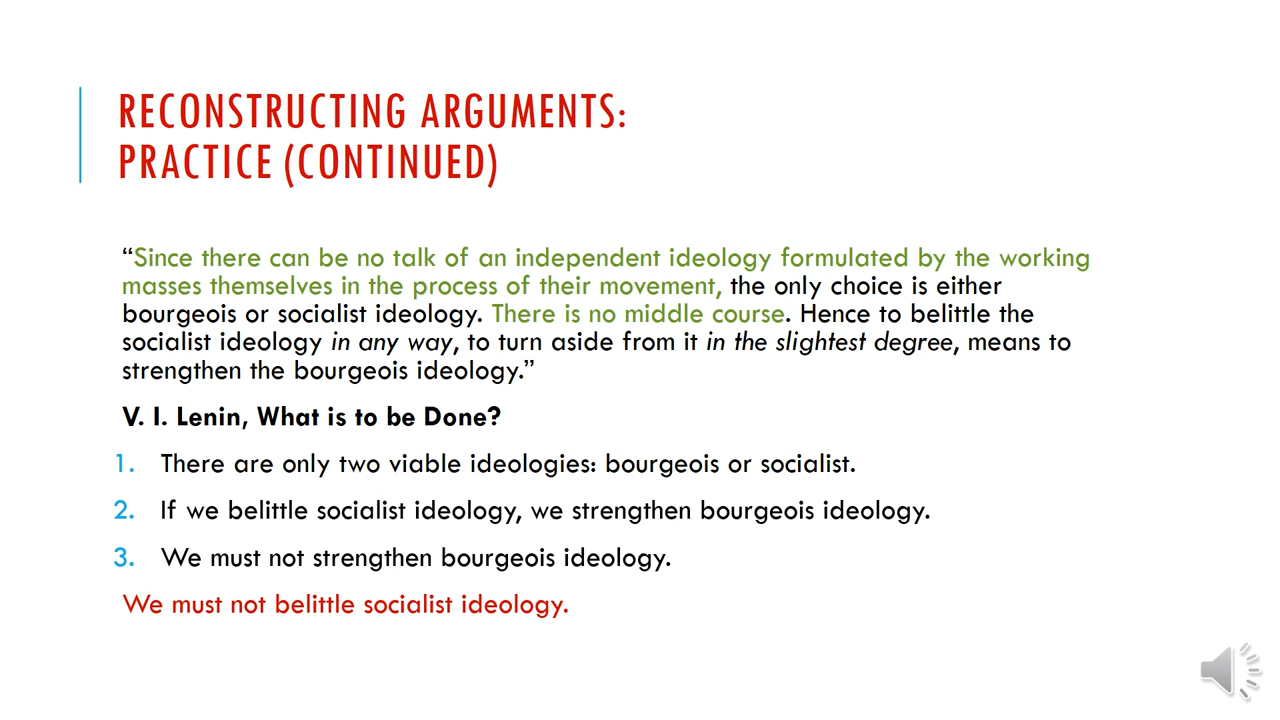 RECONSTRUCTING ARGUMENTS:
PRACTICE (CONTINUED)
“Since there can be no talk of an independent ideology formulated by the working
masses themselves in the process of their movement, the only choice is either
bourgeois or socialist ideology. There is no middle course. Hence to belittle the
socialist ideology in any way, to turn aside from it in the slightest degree, means to
strengthen the bourgeois ideology.”
V. I. Lenin, What is to be Done?
1. There are only two viable ideologies: bourgeois or socialist.
2. If we belittle socialist ideology, we strengthen bourgeois ideology.
3. We must not strengthen bourgeois ideology.
We must not belittle socialist ideology.